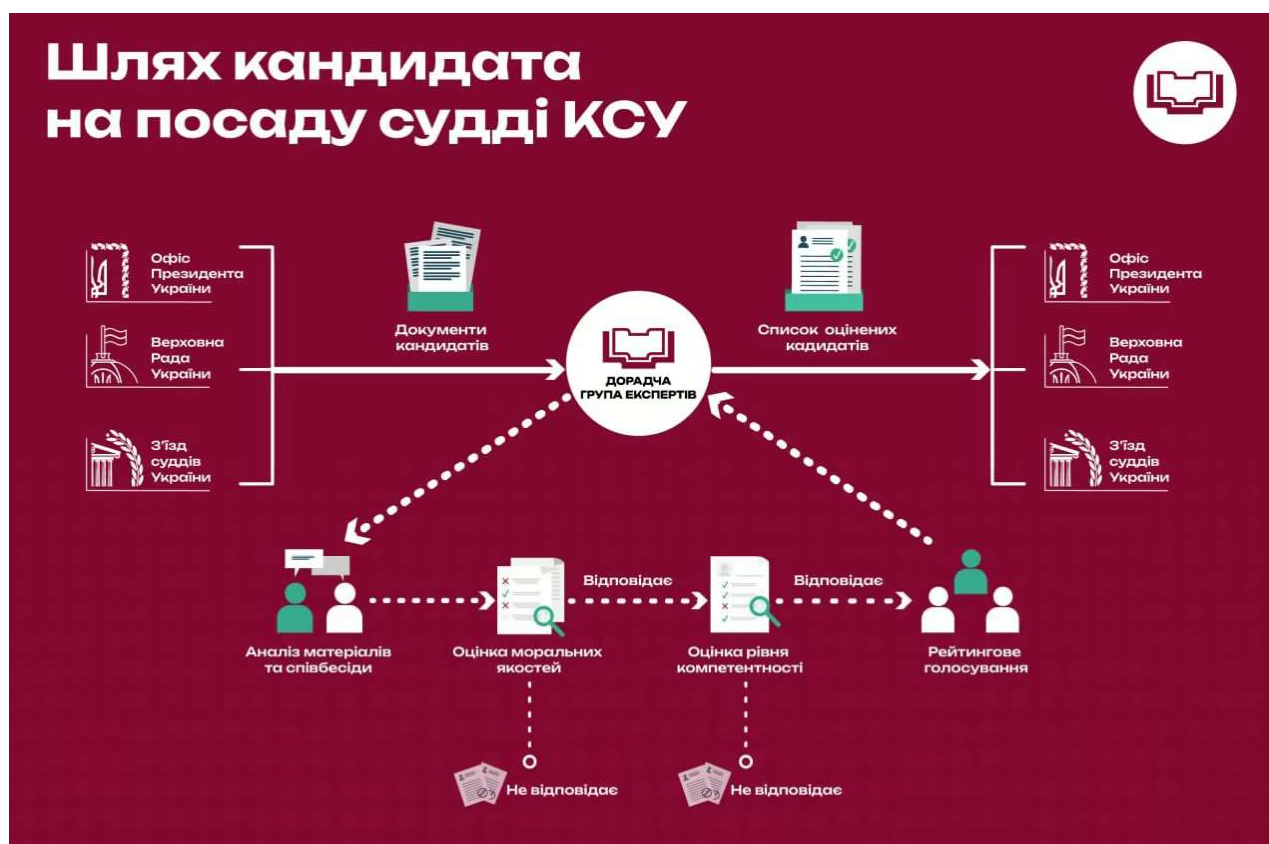 Шлях кандидата
на посаду судді КСУ
Офіс
Президента
України
Верховна
Рада
України
З'їзд
суддів
України
Документи
кандидатів
ДОРАДЧА
ГРУПА ЕКСПЕРТІВ
Список оцінених
кадидатів
Офіс
Президента
України
Верховна
Рада
України
З'їзд
суддів
України
Аналіз матеріалів
та співбесіди
Оцінка моральних
якостей
Відповідає
Оцінка рівня
компетентності
Відповідає
Рейтингове
голосування
Не відповідає
Не відповідає